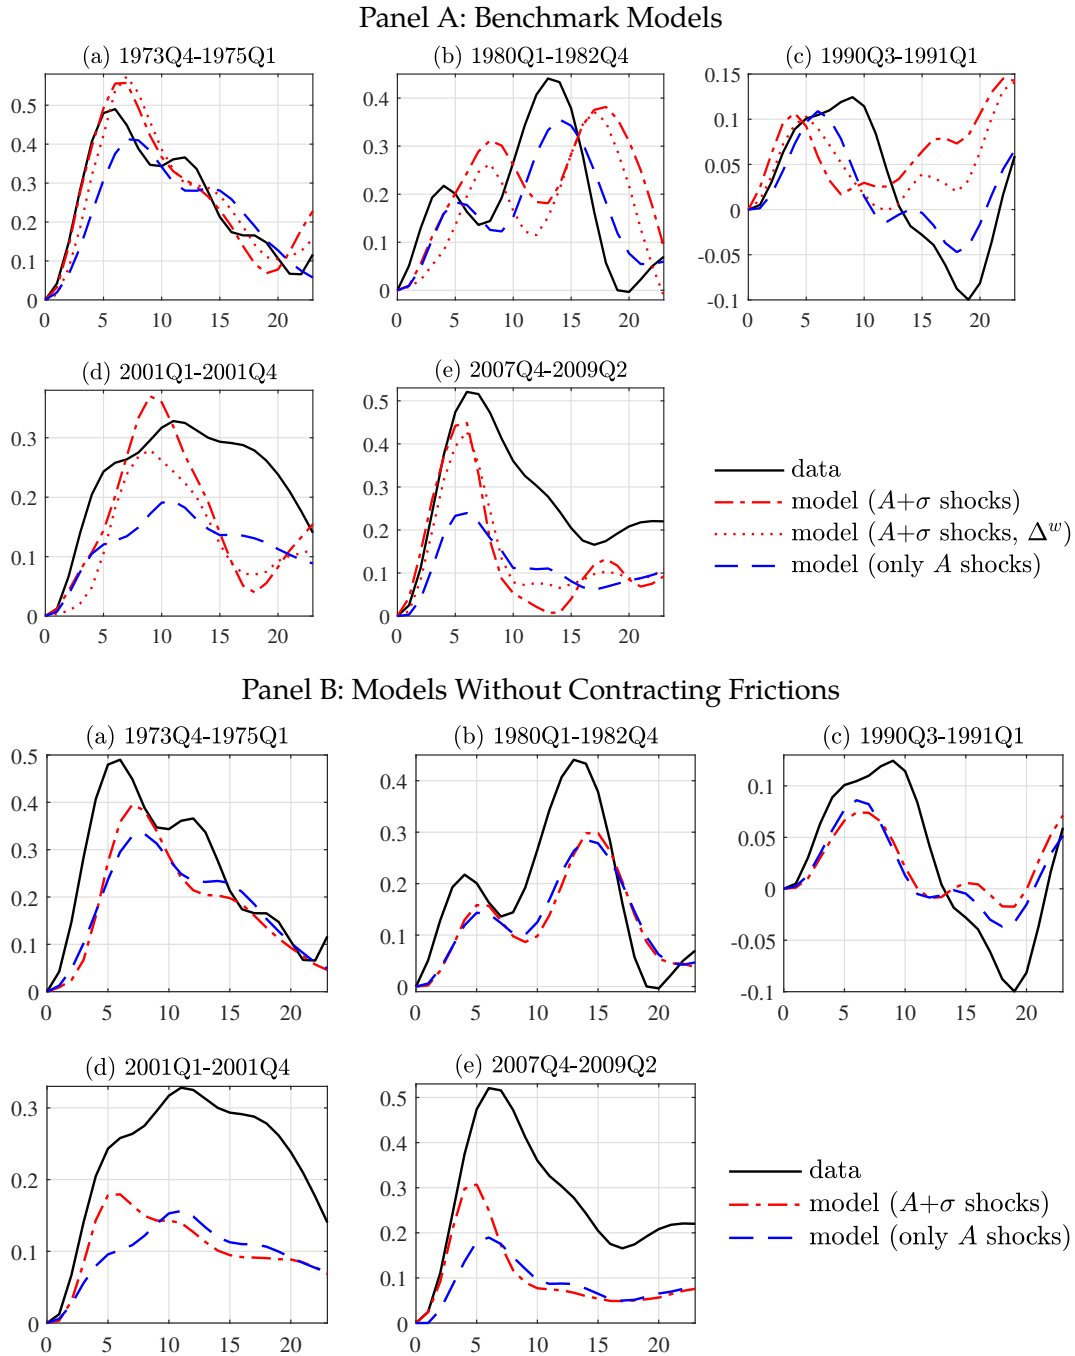 Panel A: Benchmark Models
(a) 1973Q4-1975Q1
(b) 1980Q1-1982Q4
(c) 1990Q3-1991Q1
0.5
0.4
0.3
0.2
0.1
0
0 5 10 15 20
0.4
0.3
0.2
0.1
0
0 5 10 15 20
0.15
0.1
0.05
0
-0.05
-0.1
0 5 10 15 20
(d) 2001Q1-2001Q4
(e) 2007Q4-2009Q2
0.3
0.2
0.1
0
0 5 10 15 20
0.5
0.4
0.3
0.2
0.1
0
0 5 10 15 20
data
model (A+σ shocks)
model (A+σ shocks, Δ^w)
model (only A shocks)
Panel B: Models Without Contracting Frictions
(a) 1973Q4-1975Q1
(b) 1980Q1-1982Q4
(c) 1990Q3-1991Q1
0.5
0.4
0.3
0.2
0.1
0
0 5 10 15 20
0.4
0.3
0.2
0.1
0
0 5 10 15 20
0.1
0.05
0
-0.05
-0.1
0 5 10 15 20
(d) 2001Q1-2001Q4
(e) 2007Q4-2009Q2
0.3
0.2
0.1
0
0 5 10 15 20
0.5
0.4
0.3
0.2
0.1
0
0 5 10 15 20
data
model (A+σ shocks)
model (only A shocks)